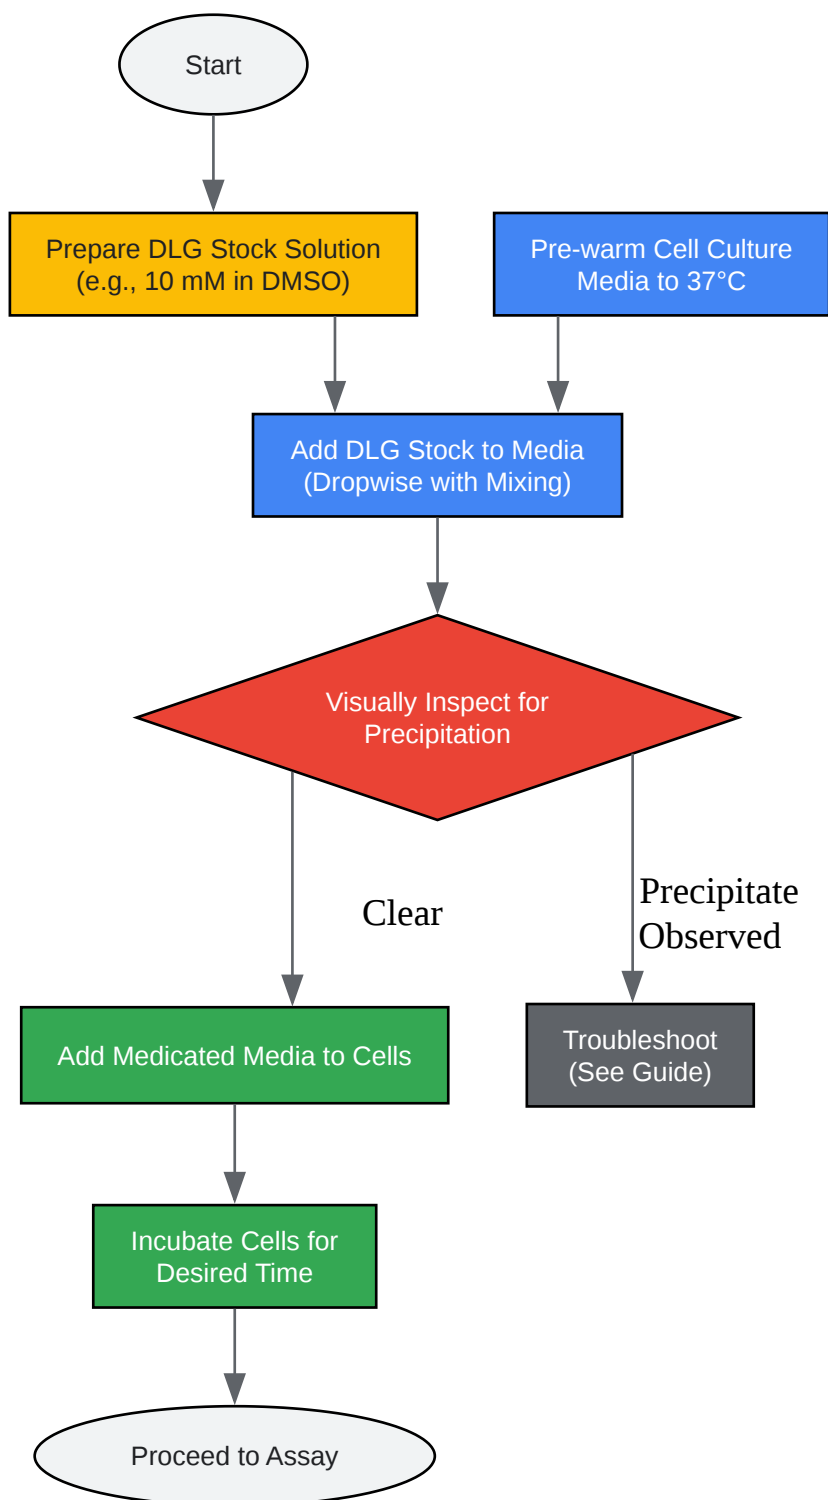 Start
Prepare DLG Stock Solution
(e.g., 10 mM in DMSO)
Pre-warm Cell Culture
Media to 37°C
Add DLG Stock to Media
(Dropwise with Mixing)
Visually Inspect for
Precipitation
Clear
Precipitate
Observed
Add Medicated Media to Cells
Troubleshoot
(See Guide)
Incubate Cells for
Desired Time
Proceed to Assay